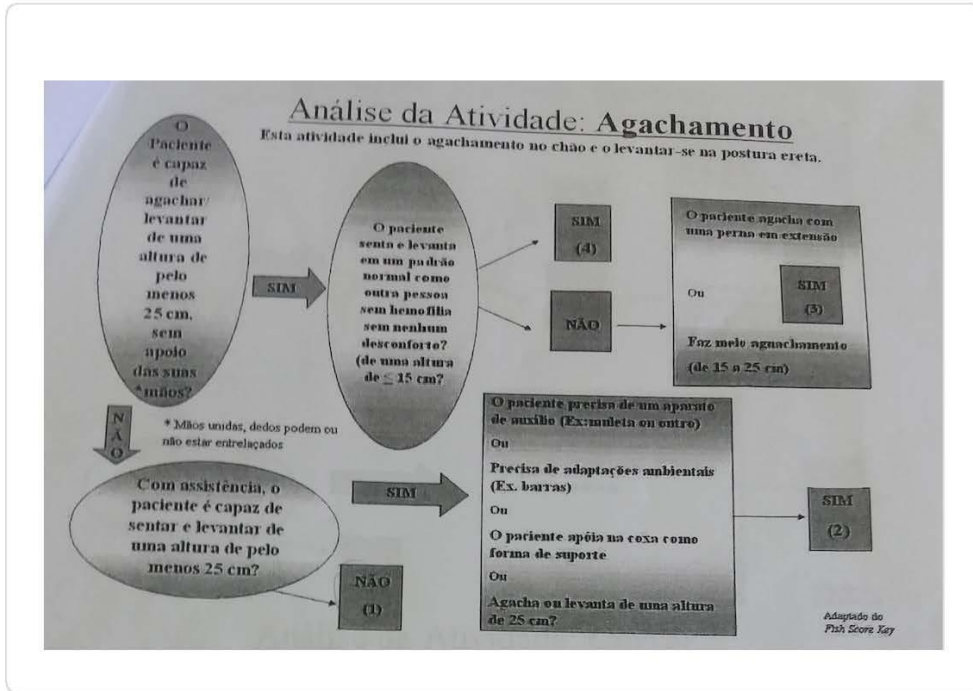 Análise da Atividade: Agachamento
Esta atividade inclui o agachamento no chão e o levantar-se na postura ereta.
O
Paciente
é capaz
de
agachar/
levantar
de uma
altura de
pelo
menos
25 cm,
sem
apoio
das suas
*mãos?
SIM
O paciente
senta e levanta
em um padrão
normal como
outra pessoa
sem hemofilia
sem nenhum
desconforto?
(de uma altura
de ≤ 15 cm?
SIM
(4)
NÃO
O paciente agacha com
uma perna em extensão
Ou
SIM
(3)
Faz meio aguachamento
(de 15 a 25 cm)
NÃO
* Mãos unidas, dedos podem ou
não estar entrelaçados
Com assistência, o
paciente é capaz de
sentar e levantar de
uma altura de pelo
menos 25 cm?
SIM
NÃO
(1)
O paciente precisa de um aparato
de auxílio (Ex:muleta ou outro)
Ou
Precisa de adaptações ambientais
(Ex. barras)
Ou
O paciente apóia na coxa como
forma de suporte
Ou
Agacha ou levanta de uma altura
de 25 cm?
SIM
(2)
Adaptado do
Fish Score Key